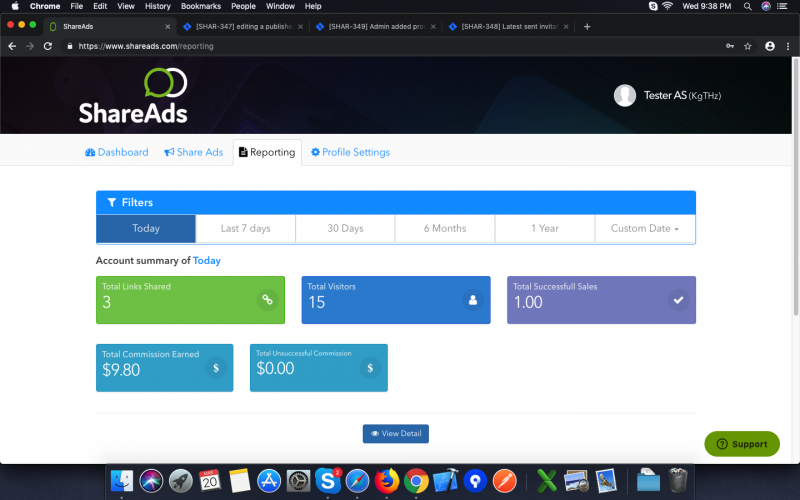 Chrome File Edit View History Bookmarks People Window Help Wed 9:38 PM
ShareAds [SHAR-347] editing a publishe [SHAR-349] Admin added pro [SHAR-348] Latest sent invita
https://www.shareads.com/reporting
ShareAds
Tester AS (KgTHz)
Dashboard Share Ads Reporting Profile Settings
Filters
Today Last 7 days 30 Days 6 Months 1 Year Custom Date
Account summary of Today
Total Links Shared Total Visitors Total Successfull Sales
3 15 1.00
Total Commission Earned Total Unsuccessful Commission
$9.80 $ $0.00 $
View Detail
Support
MAR
20
2